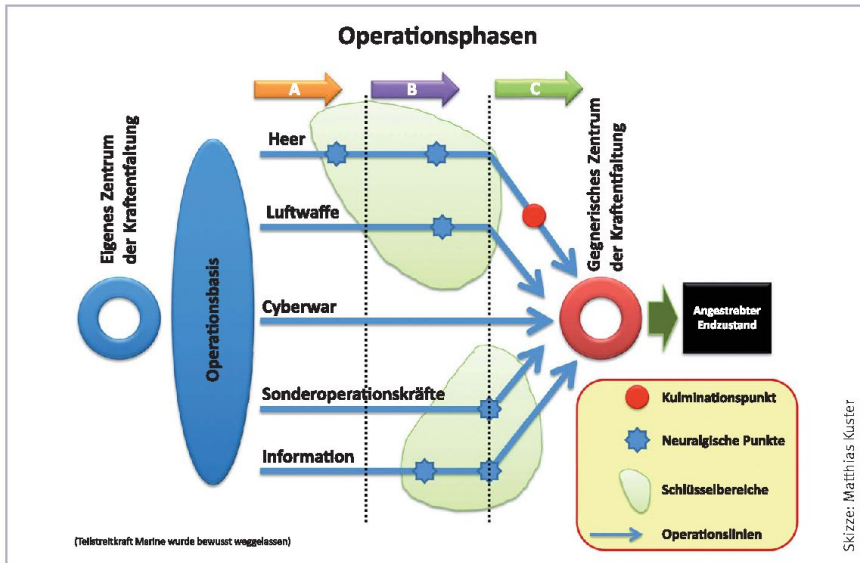 Operationsphasen
A
B
C
Eigenes Zentrum
der Kraftentfaltung
Operationsbasis
Heer
Luftwaffe
Cyberwar
Sonderoperationskräfte
Information
Gegnerisches Zentrum
der Kraftentfaltung
Angestrebter
Endzustand
Kulminationspunkt
Neuralgische Punkte
Schlüsselbereiche
Operationslinien
(Teilstreitkraft Marine wurde bewusst weggelassen)
Skizze: Matthias Kuster